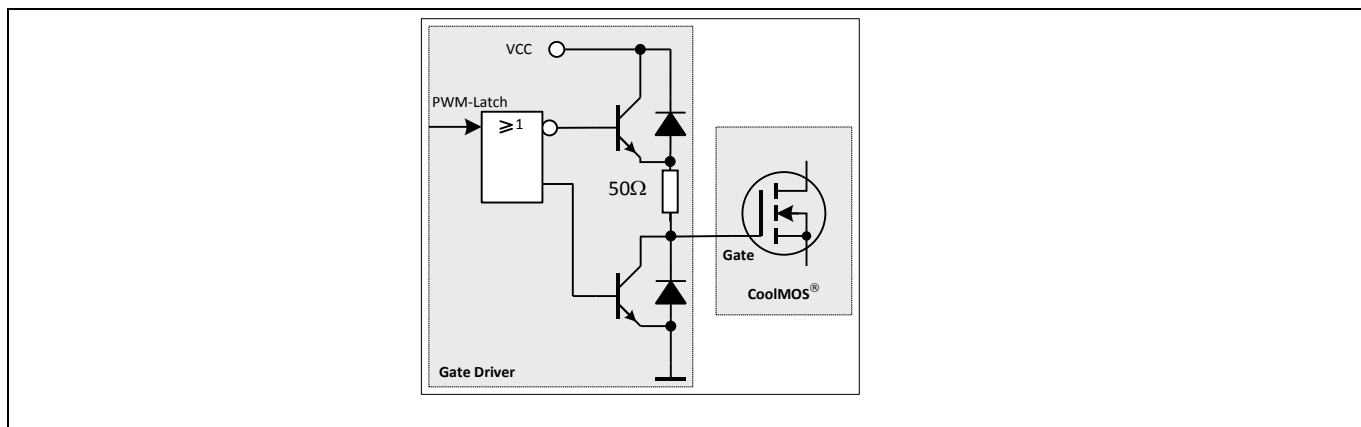 VCC
PWM-Latch
≥1
50Ω
Gate
CoolMOS®
Gate Driver